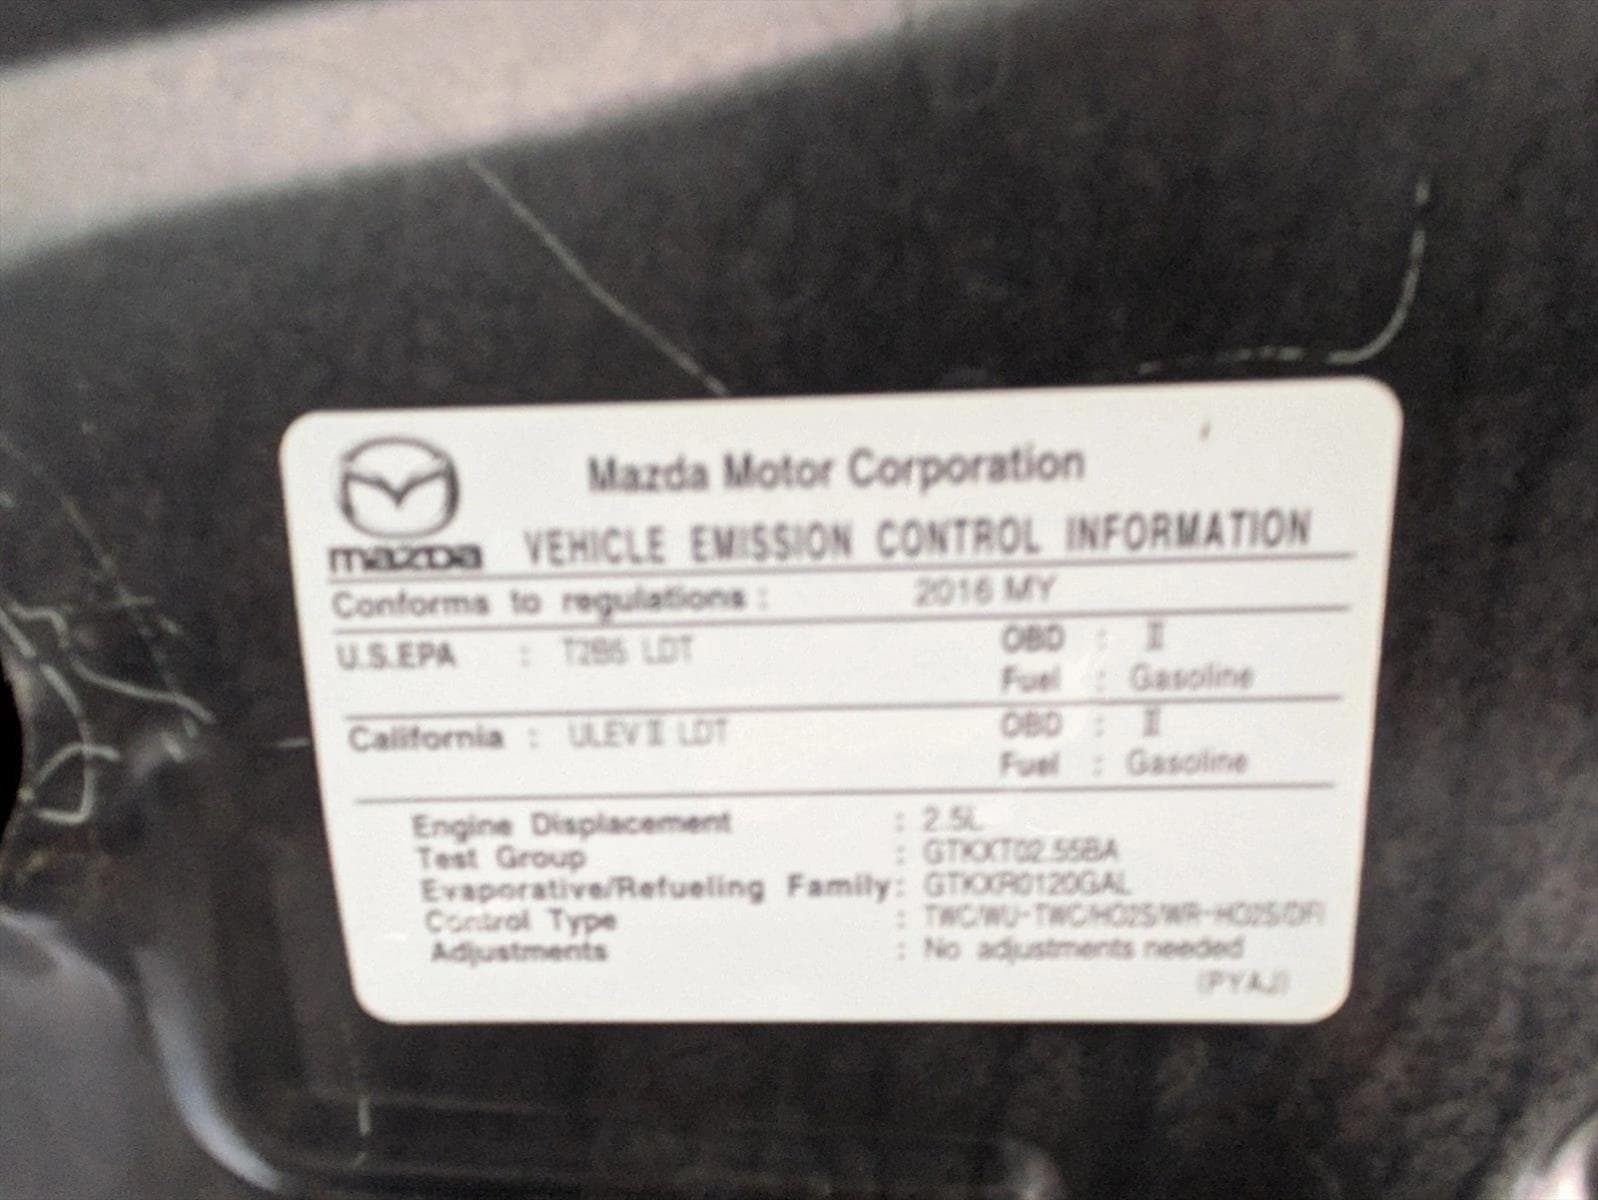 Mazda Motor Corporation
mazda VEHICLE EMISSION CONTROL INFORMATION
Conforms to regulations : 2016 MY
U.S.EPA : T2B5 LDT OBD : II
Fuel : Gasoline
California : ULEV II LDT OBD : II
Fuel : Gasoline
Engine Displacement : 2.5L
Test Group : GTKXT02.55BA
Evaporative/Refueling Family : GTKXR0120GAL
Control Type : TWC/WU-TWC/HO2S/WR-HO2S/DFI
Adjustments : No adjustments needed
(PYAJ)